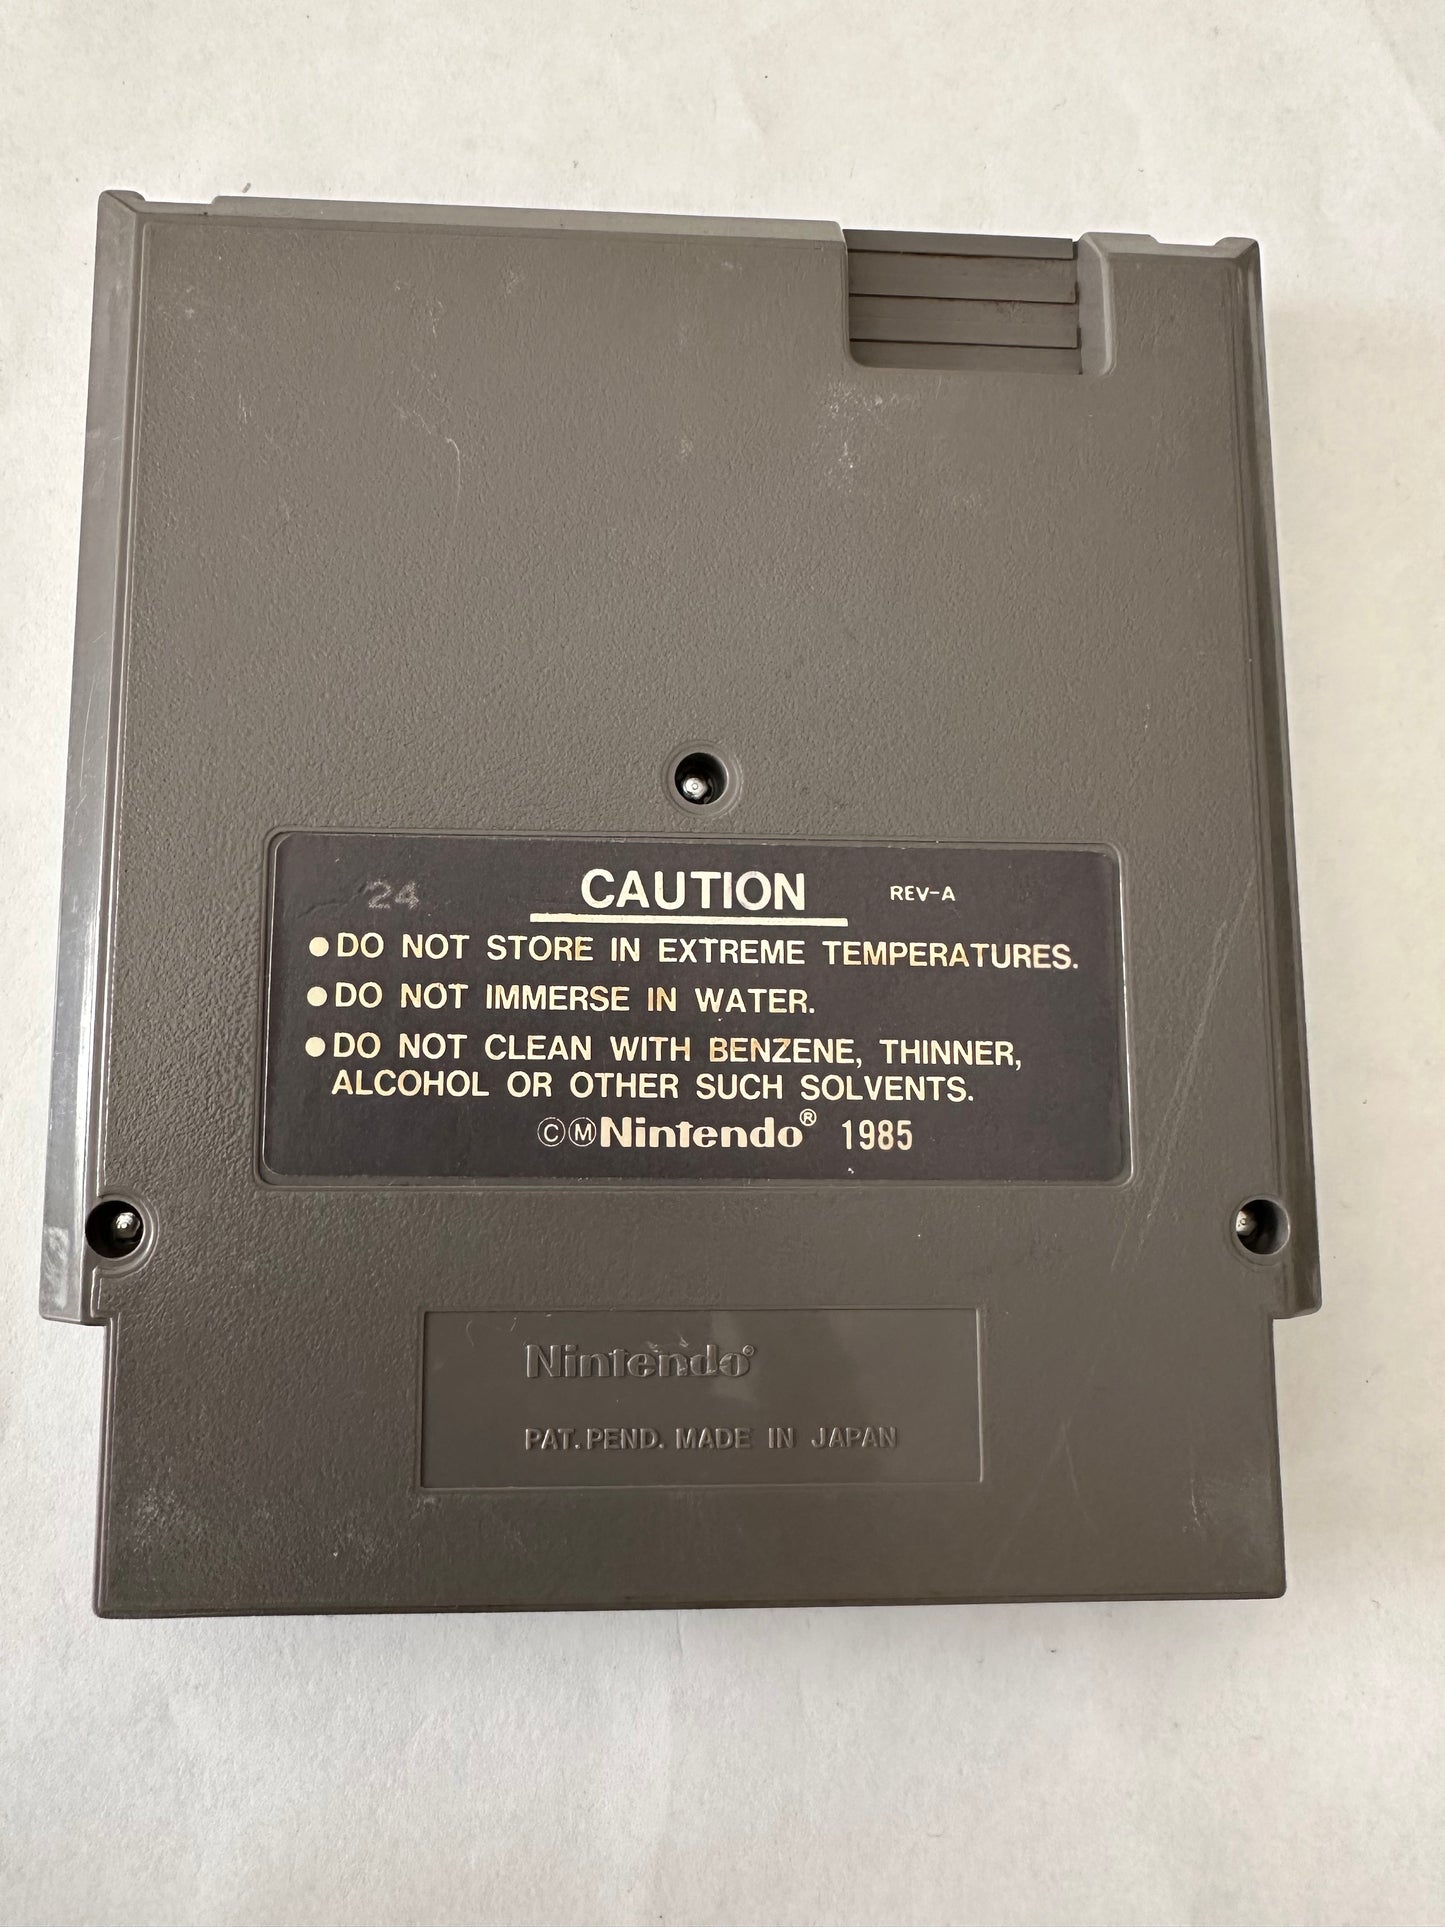 24 CAUTION REV-A
●DO NOT STORE IN EXTREME TEMPERATURES.
●DO NOT IMMERSE IN WATER.
●DO NOT CLEAN WITH BENZENE, THINNER,
ALCOHOL OR OTHER SUCH SOLVENTS.
ⒸⓂNintendo® 1985
Nintendo®
PAT. PEND. MADE IN JAPAN